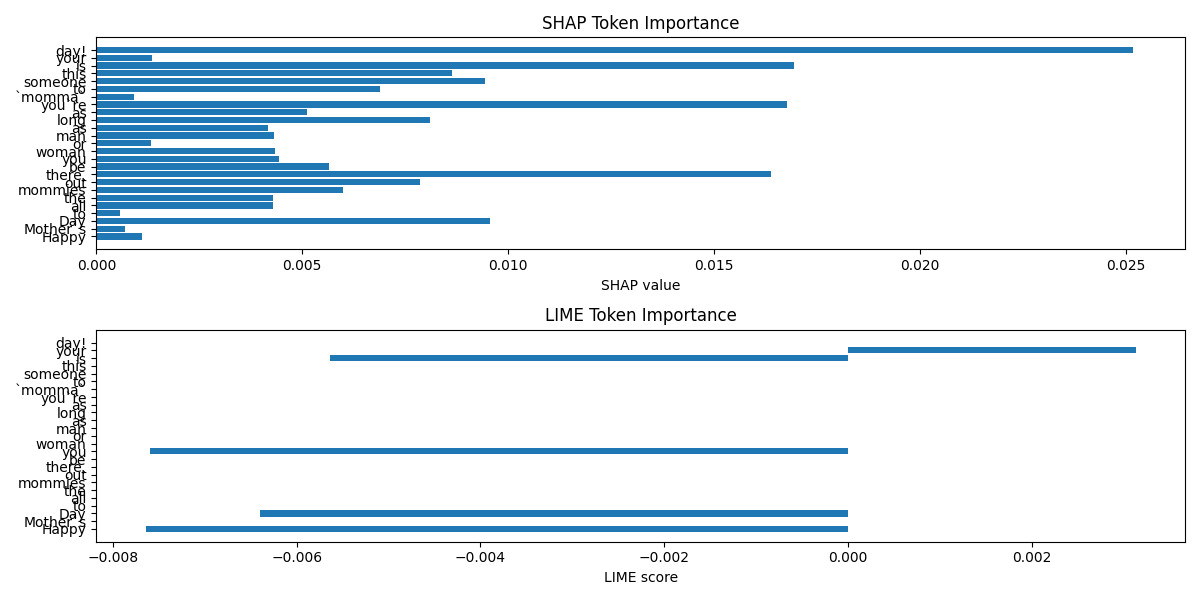 SHAP Token Importance
day!
your
is
this
someone
to
`momma`
you`re
as
long
as
man
or
woman
you
be
there.
out
mommies
the
all
to
Day
Mother`s
Happy
0.000 0.005 0.010 0.015 0.020 0.025
SHAP value
LIME Token Importance
day!
your
is
this
someone
to
`momma`
you`re
as
long
as
man
or
woman
you
be
there.
out
mommies
the
all
to
Day
Mother`s
Happy
−0.008 −0.006 −0.004 −0.002 0.000 0.002
LIME score